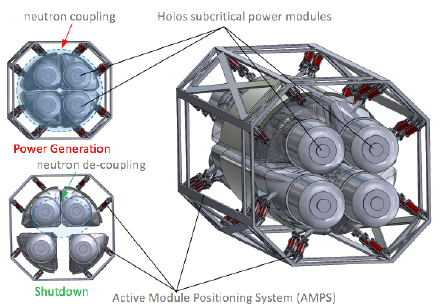 neutron coupling
Holos subcritical power modules
Power Generation
neutron de-coupling
Shutdown
Active Module Positioning System (AMPS)